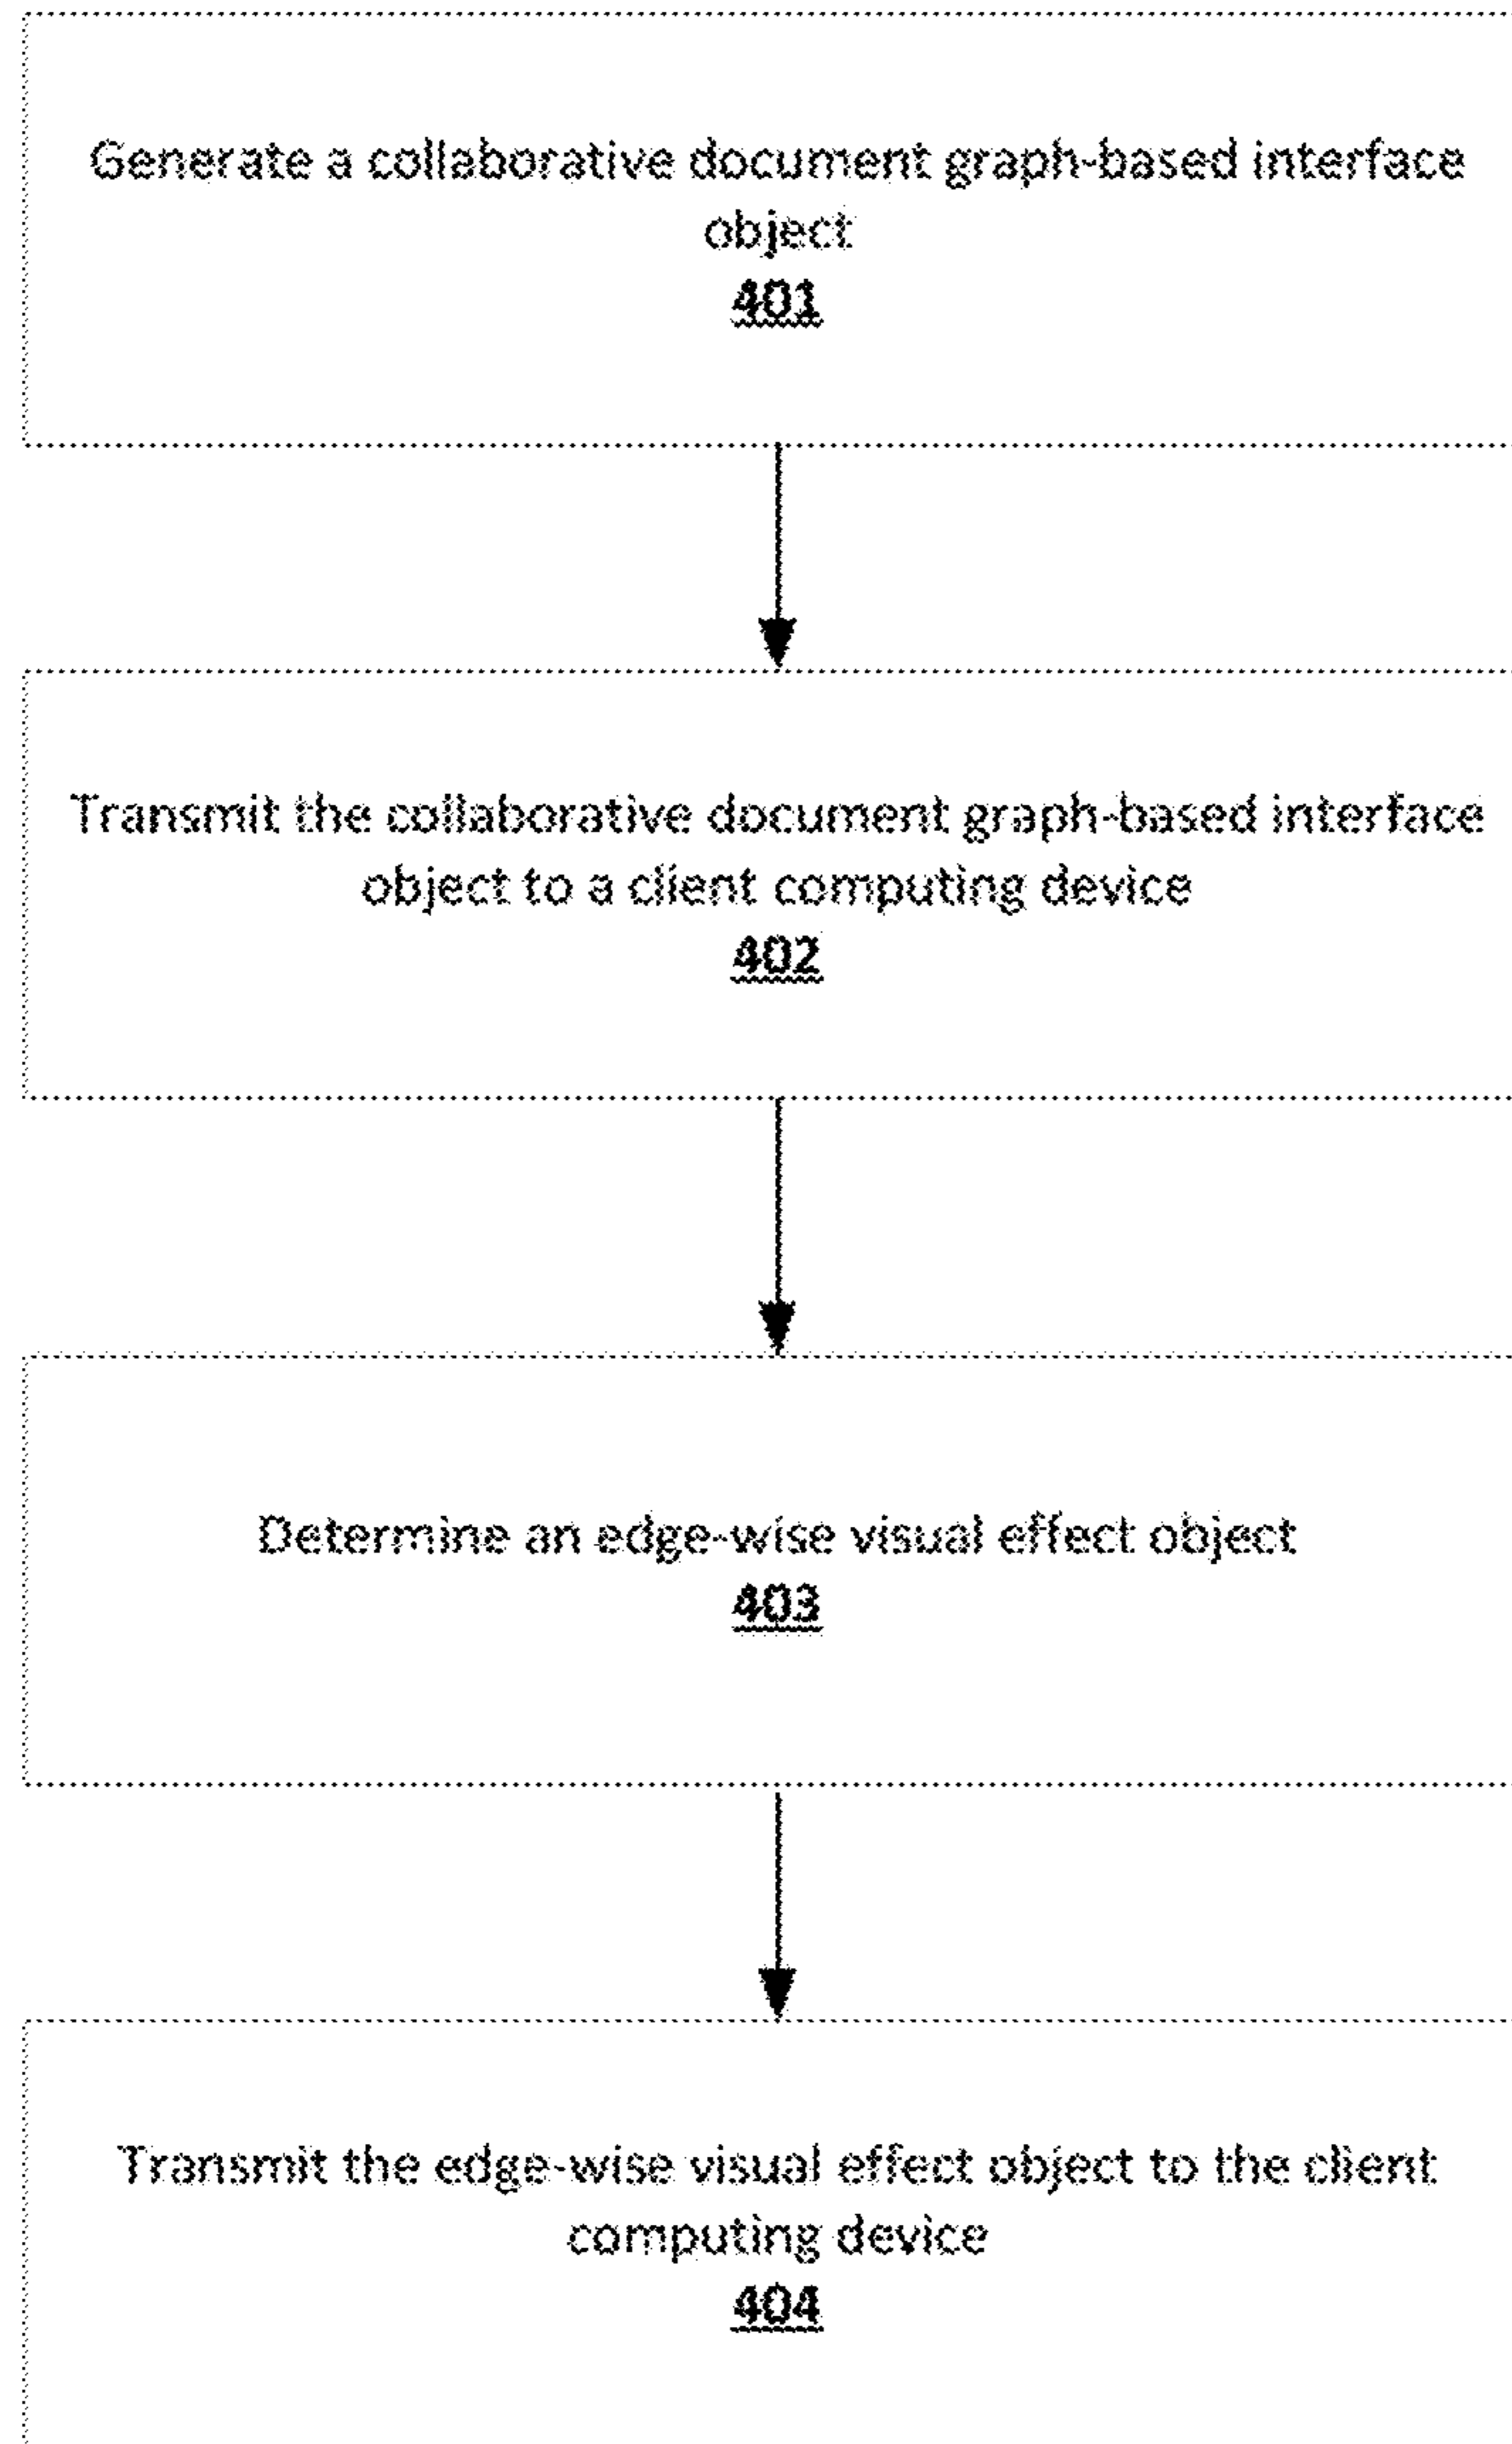 Generate a collaborative document graph-based interface
object
401
Transmit the collaborative document graph-based interface
object to a client computing device
402
Determine an edge-wise visual effect object
403
Transmit the edge-wise visual effect object to the client
computing device
404